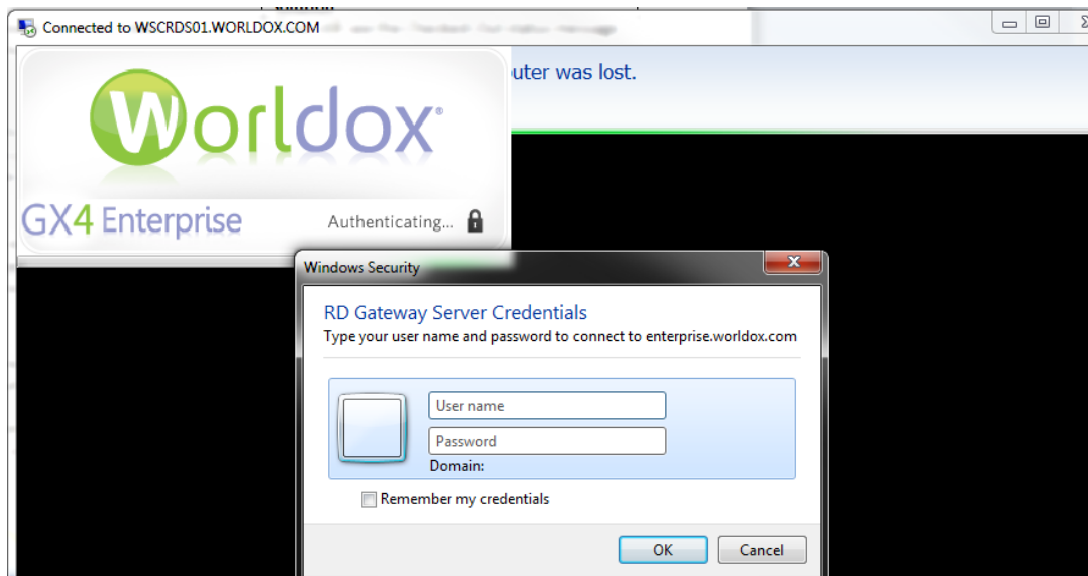 Connected to WSCRDS01.WORLDOX.COM
uter was lost.
Worldox®
GX4 Enterprise
Authenticating...
Windows Security
RD Gateway Server Credentials
Type your user name and password to connect to enterprise.worldox.com
User name
Password
Domain:
Remember my credentials
OK
Cancel